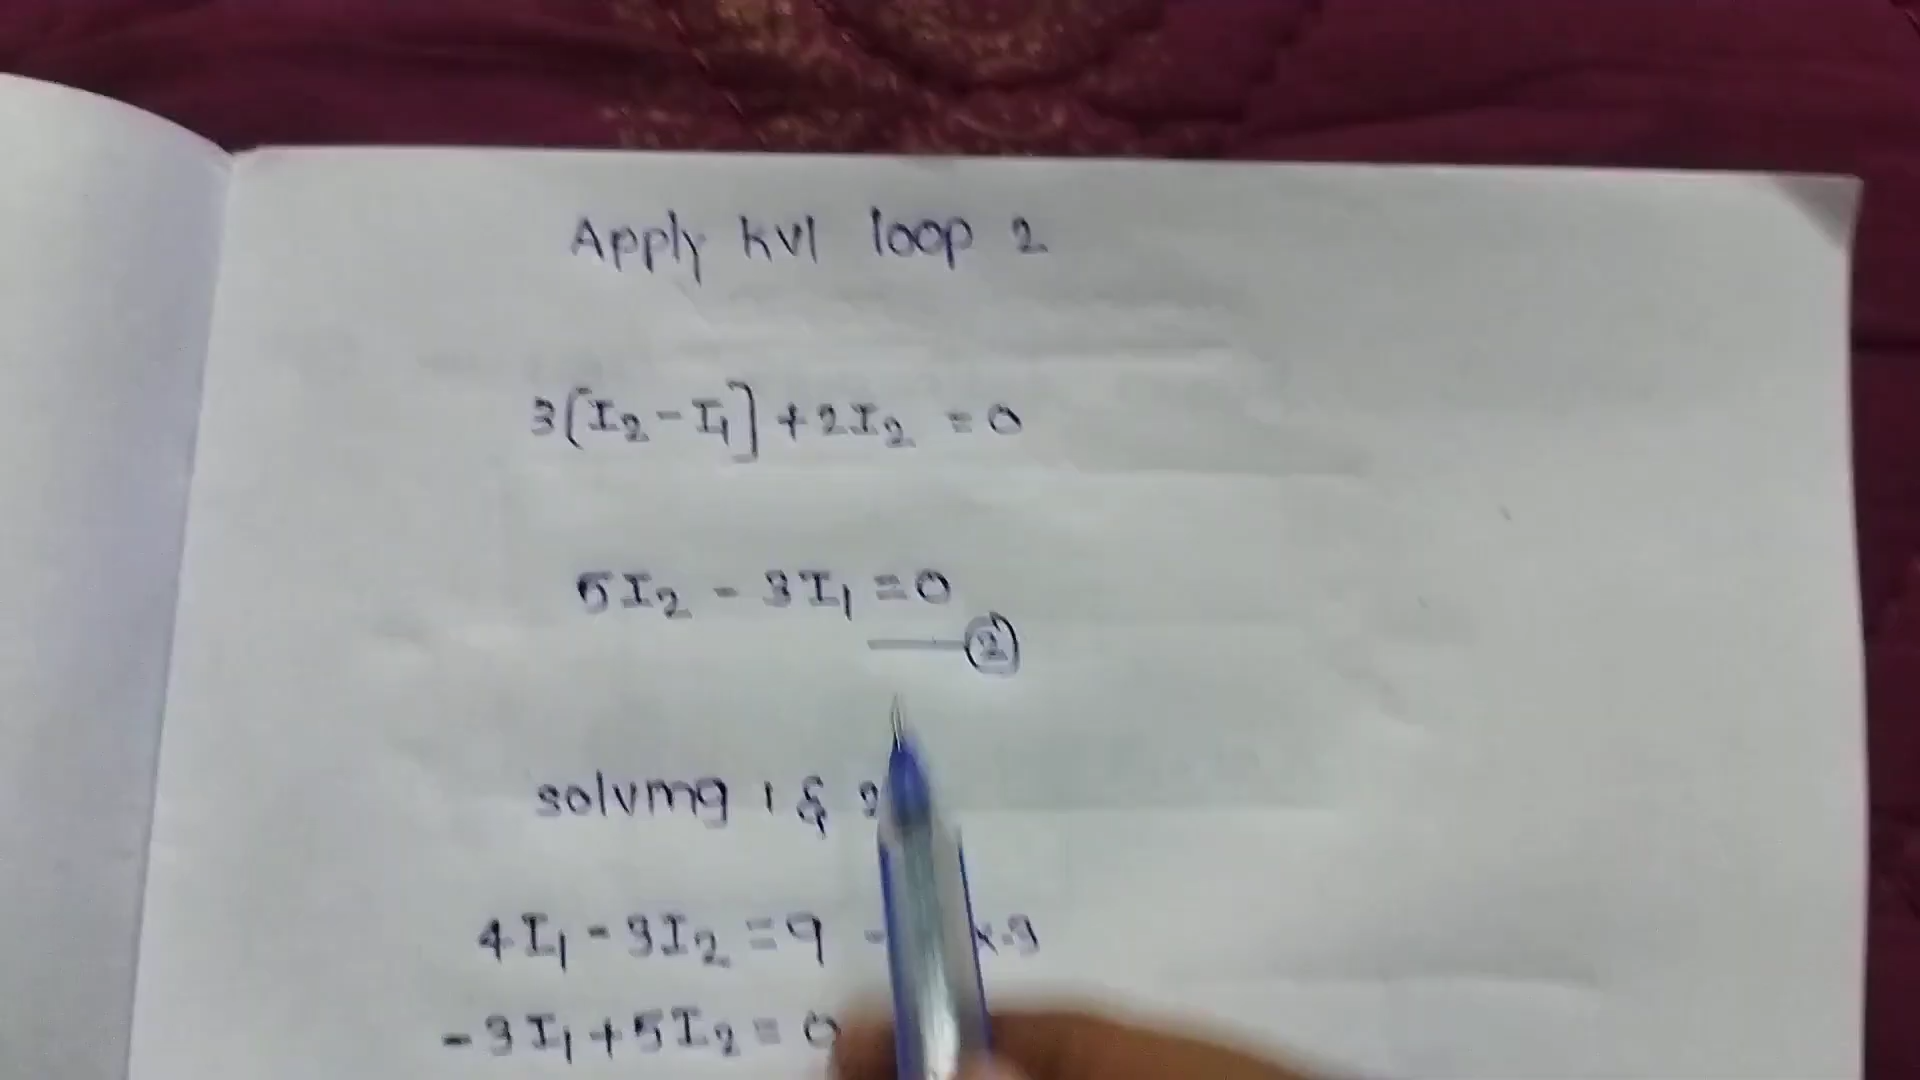 Apply kvl loop 2
3[I₂-I₁]+2I₂ =0
5I₂ - 3I₁ =0
②
solving 1 & 2
4I₁ - 3I₂ =9 - x-3
-3I₁+5I₂=0